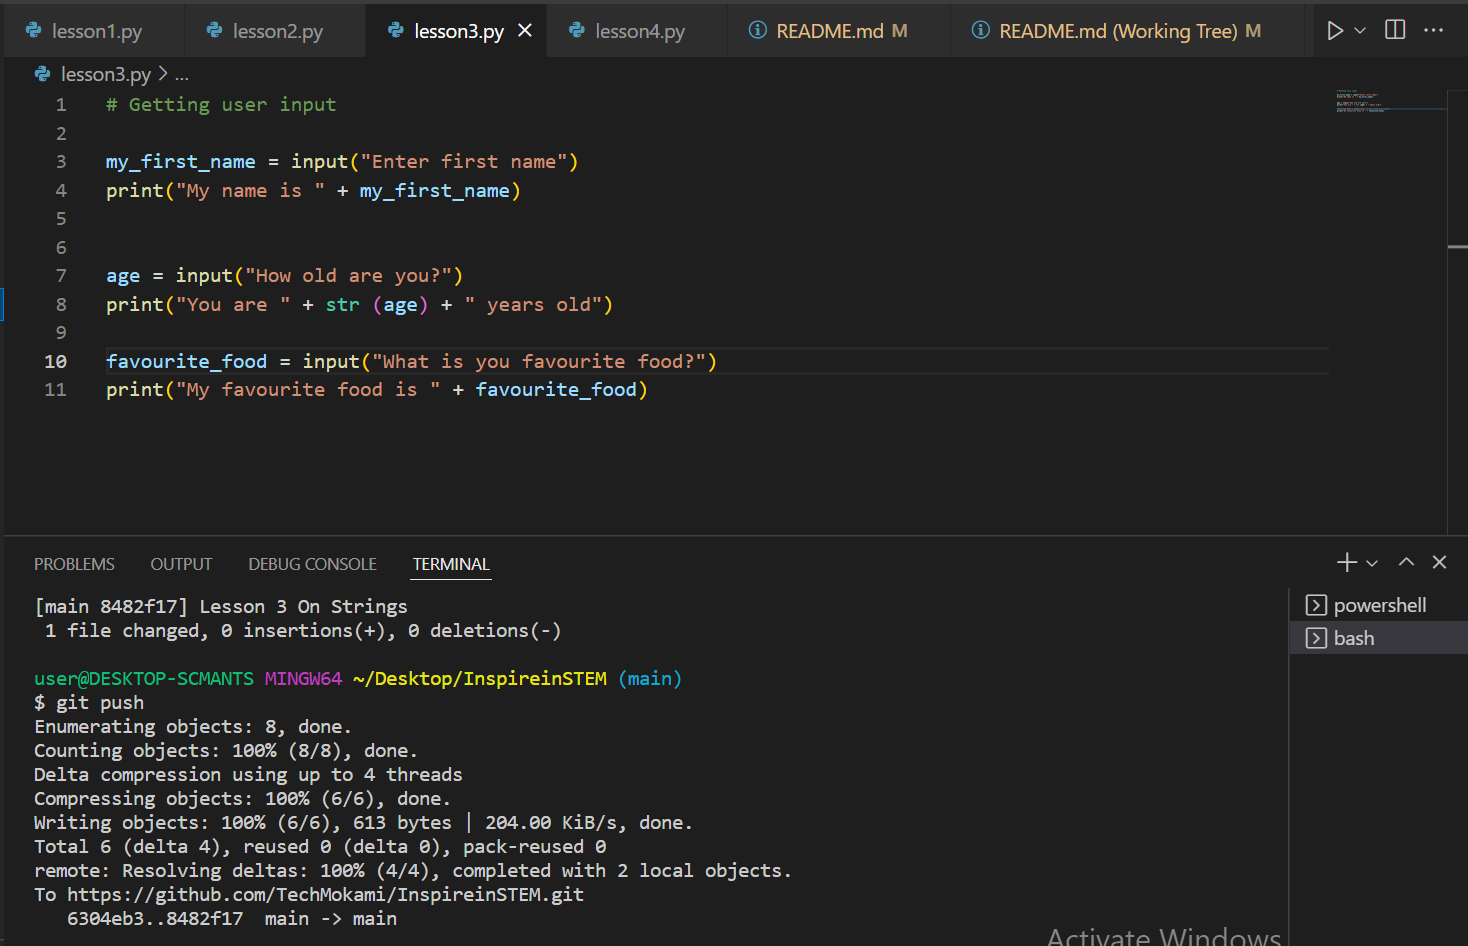 lesson1.py lesson2.py lesson3.py lesson4.py README.md M README.md (Working Tree) M
lesson3.py > ...
1 # Getting user input
2
3 my_first_name = input("Enter first name")
4 print("My name is " + my_first_name)
5
6
7 age = input("How old are you?")
8 print("You are " + str (age) + " years old")
9
10 favourite_food = input("What is you favourite food?")
11 print("My favourite food is " + favourite_food)
PROBLEMS OUTPUT DEBUG CONSOLE TERMINAL
[main 8482f17] Lesson 3 On Strings
1 file changed, 0 insertions(+), 0 deletions(-)
user@DESKTOP-SCMANTS MINGW64 ~/Desktop/InspireinSTEM (main)
$ git push
Enumerating objects: 8, done.
Counting objects: 100% (8/8), done.
Delta compression using up to 4 threads
Compressing objects: 100% (6/6), done.
Writing objects: 100% (6/6), 613 bytes | 204.00 KiB/s, done.
Total 6 (delta 4), reused 0 (delta 0), pack-reused 0
remote: Resolving deltas: 100% (4/4), completed with 2 local objects.
To https://github.com/TechMokami/InspireinSTEM.git
6304eb3..8482f17 main -> main
powershell
bash
Activate Windows